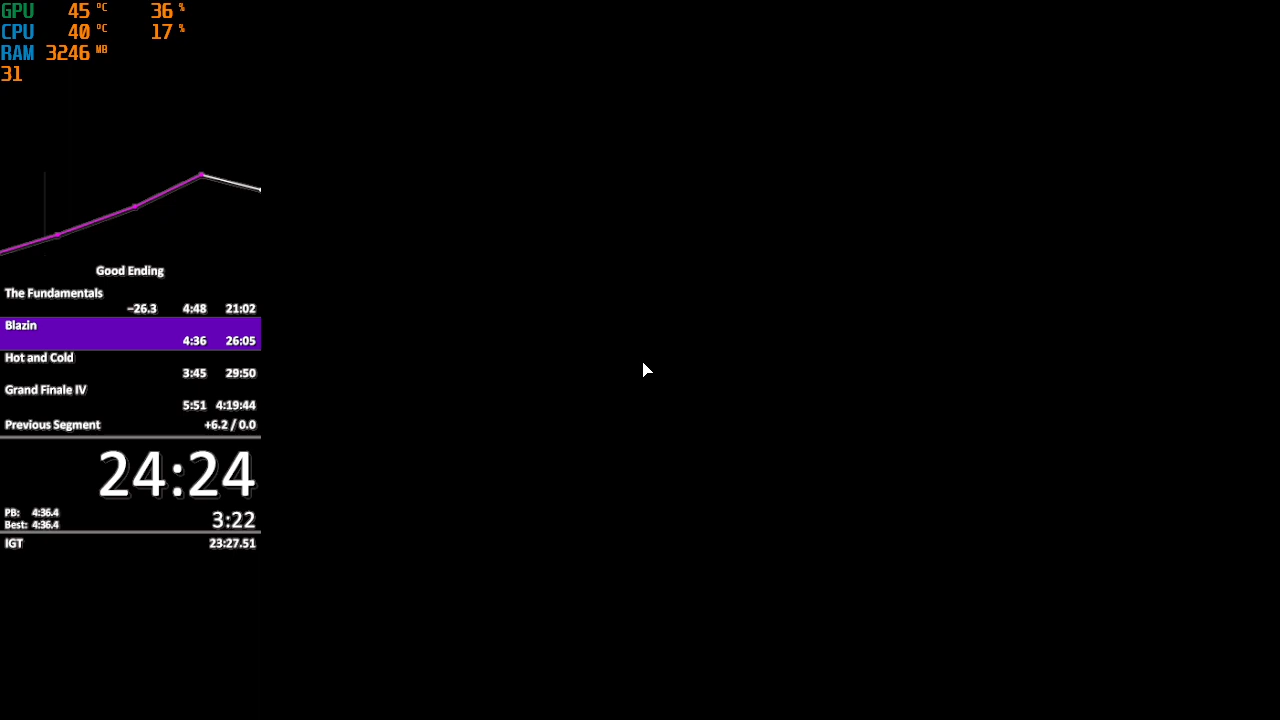 GPU 45 °C 36 %
CPU 40 °C 17 %
RAM 3246 MB
31
Good Ending
The Fundamentals
−26.3 4:48 21:02
Blazin
4:36 26:05
Hot and Cold
3:45 29:50
Grand Finale IV
5:51 4:19:44
Previous Segment +6.2 / 0.0
24:24
PB: 4:36.4
Best: 4:36.4 3:22
IGT 23:27.51